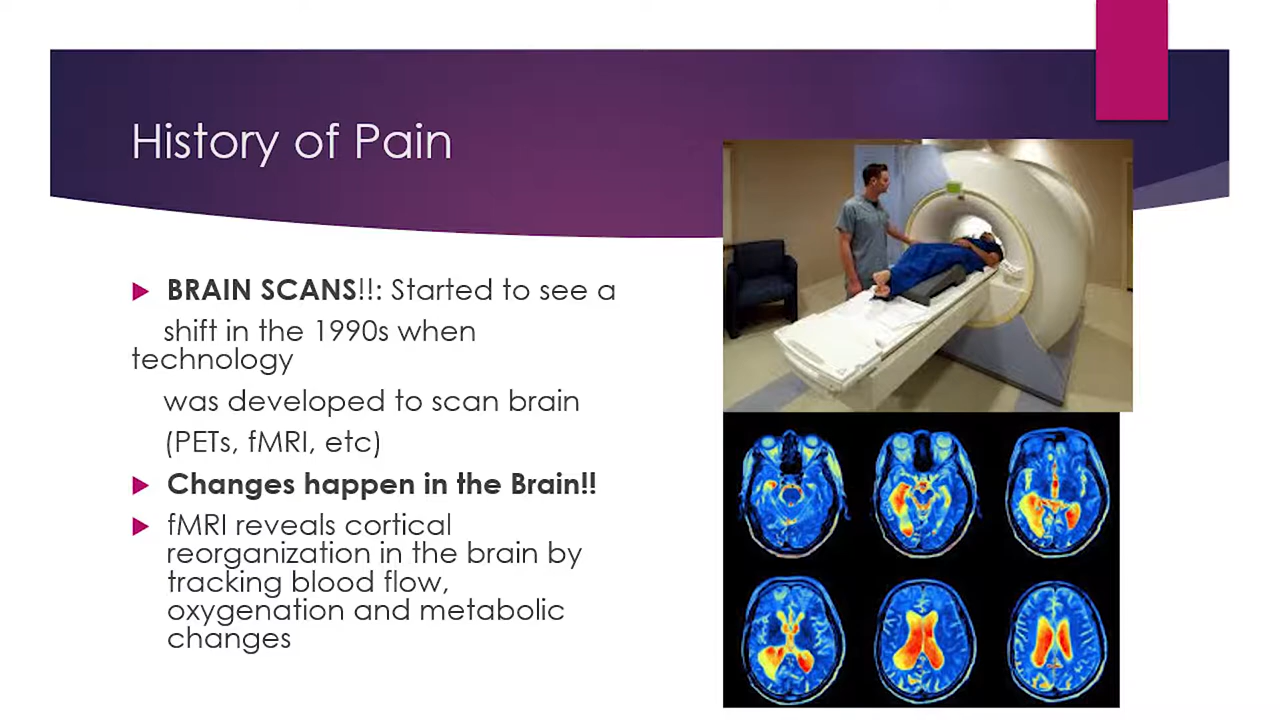 History of Pain
BRAIN SCANS!!: Started to see a
shift in the 1990s when
technology
was developed to scan brain
(PETs, fMRI, etc)
Changes happen in the Brain!!
fMRI reveals cortical
reorganization in the brain by
tracking blood flow,
oxygenation and metabolic
changes